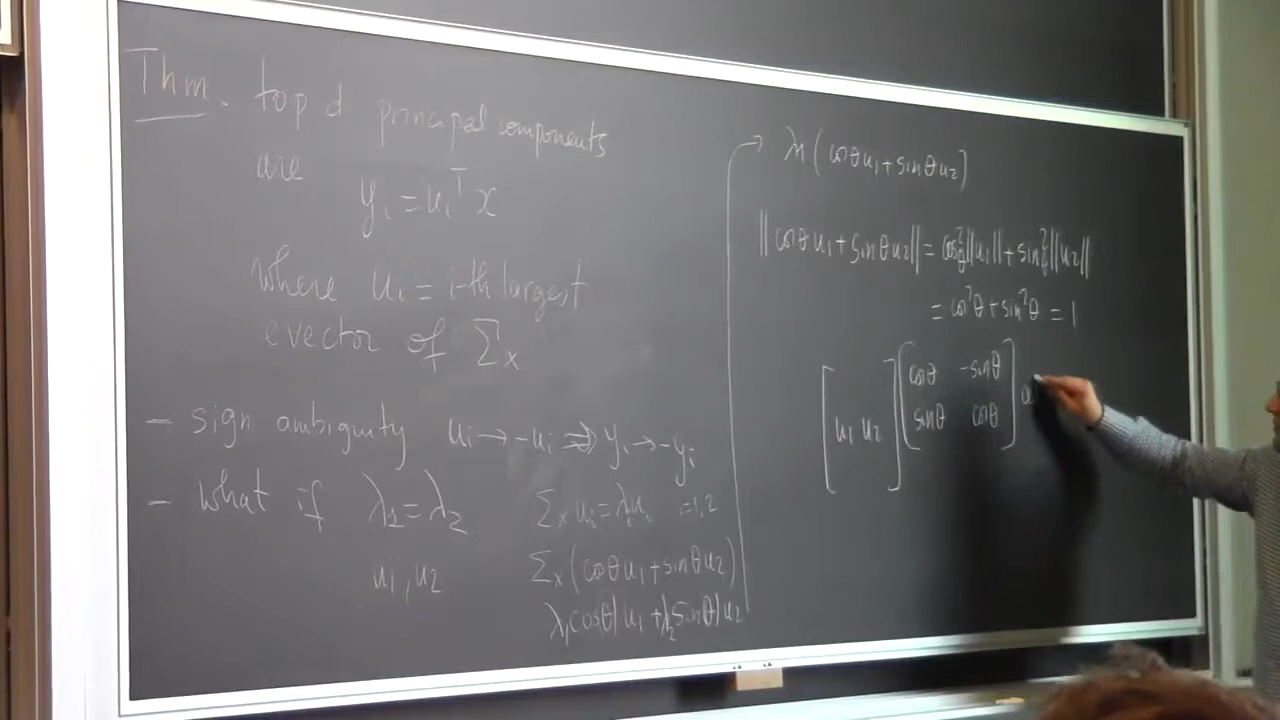 Thm. top d principal components
are
yᵢ = uᵢᵀx
where uᵢ = i-th largest
evector of Σₓ
– sign ambiguity uᵢ → -uᵢ ⇒ yᵢ → -yᵢ
– what if λ₁ = λ₂
u₁, u₂
Σₓ uᵢ = λᵢuᵢ i=1,2
Σₓ (cosθ u₁ + sinθ u₂)
λ₁cosθ u₁ + λ₂ sinθ u₂
→ λ₁ (cosθ u₁ + sinθ u₂)
||cosθ u₁ + sinθ u₂|| = cos²θ ||u₁|| + sin²θ ||u₂||
= cos²θ + sin²θ = 1
[u₁ u₂] [cosθ -sinθ
sinθ cosθ]